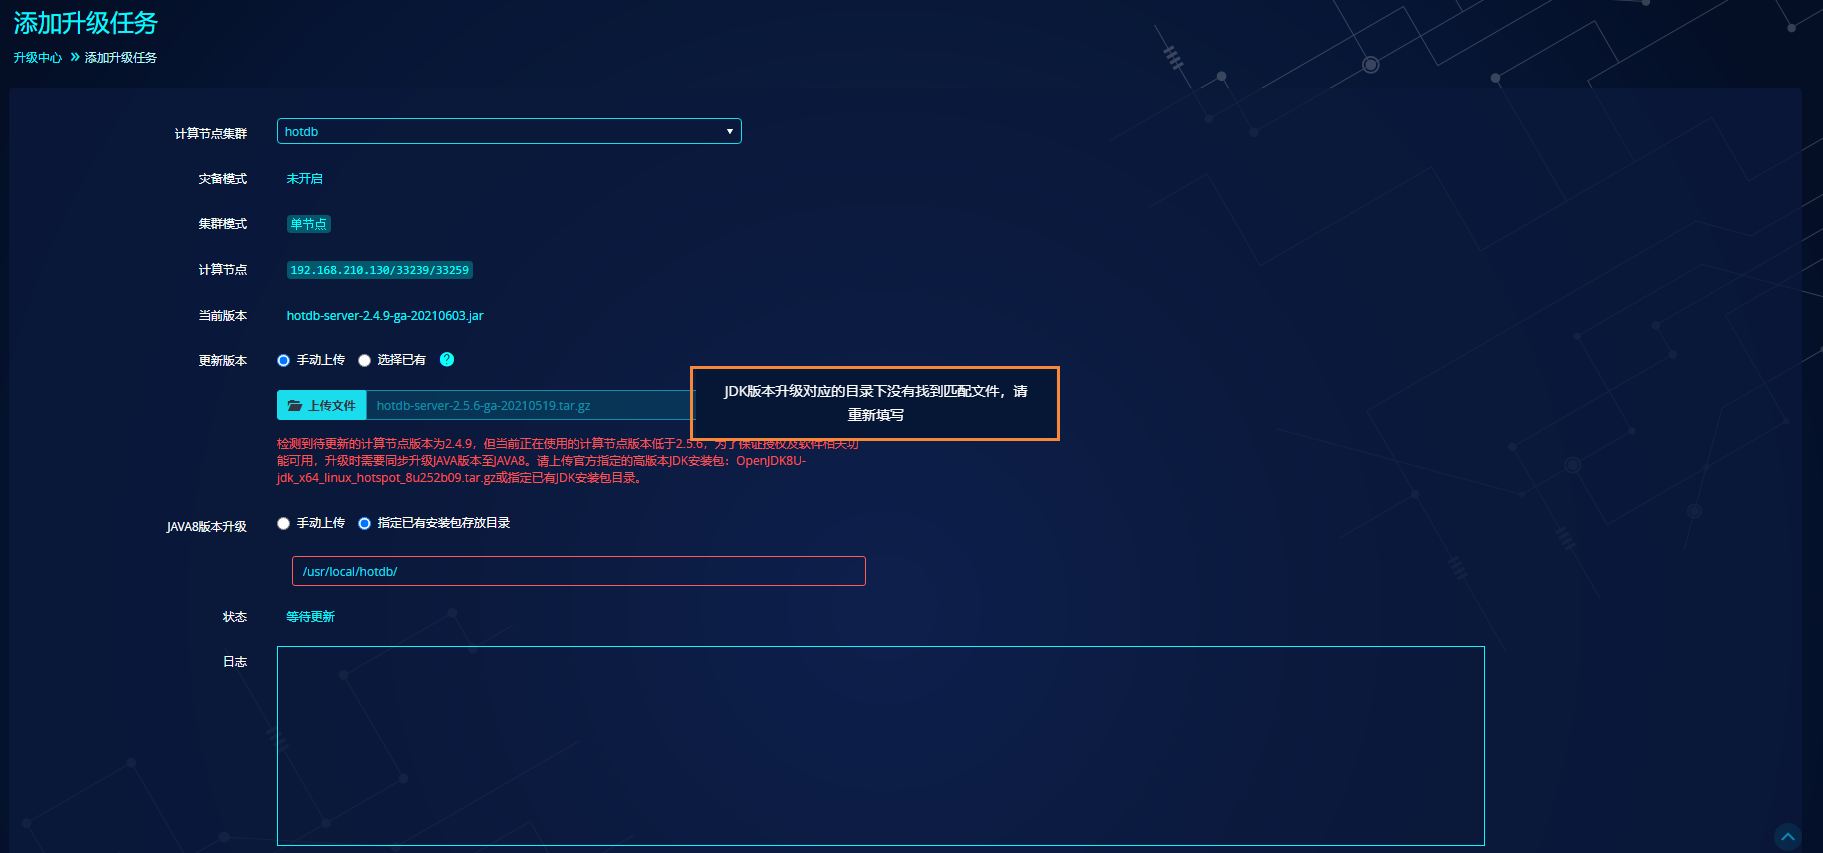 添加升级任务
升级中心 » 添加升级任务
计算节点集群 hotdb
灾备模式 未开启
集群模式 单节点
计算节点 192.168.210.130/33239/33259
当前版本 hotdb-server-2.4.9-ga-20210603.jar
更新版本 手动上传 选择已有 ?
JDK版本升级对应的目录下没有找到匹配文件，请
重新填写
上传文件 hotdb-server-2.5.6-ga-20210519.tar.gz
检测到待更新的计算节点版本为2.4.9，但当前正在使用的计算节点版本低于2.5.6，为了保证授权及软件相关功
能可用，升级时需要同步升级JAVA版本至JAVA8。请上传官方指定的高版本JDK安装包：OpenJDK8U-
jdk_x64_linux_hotspot_8u252b09.tar.gz或指定已有JDK安装包目录。
JAVA8版本升级 手动上传 指定已有安装包存放目录
/usr/local/hotdb/
状态 等待更新
日志